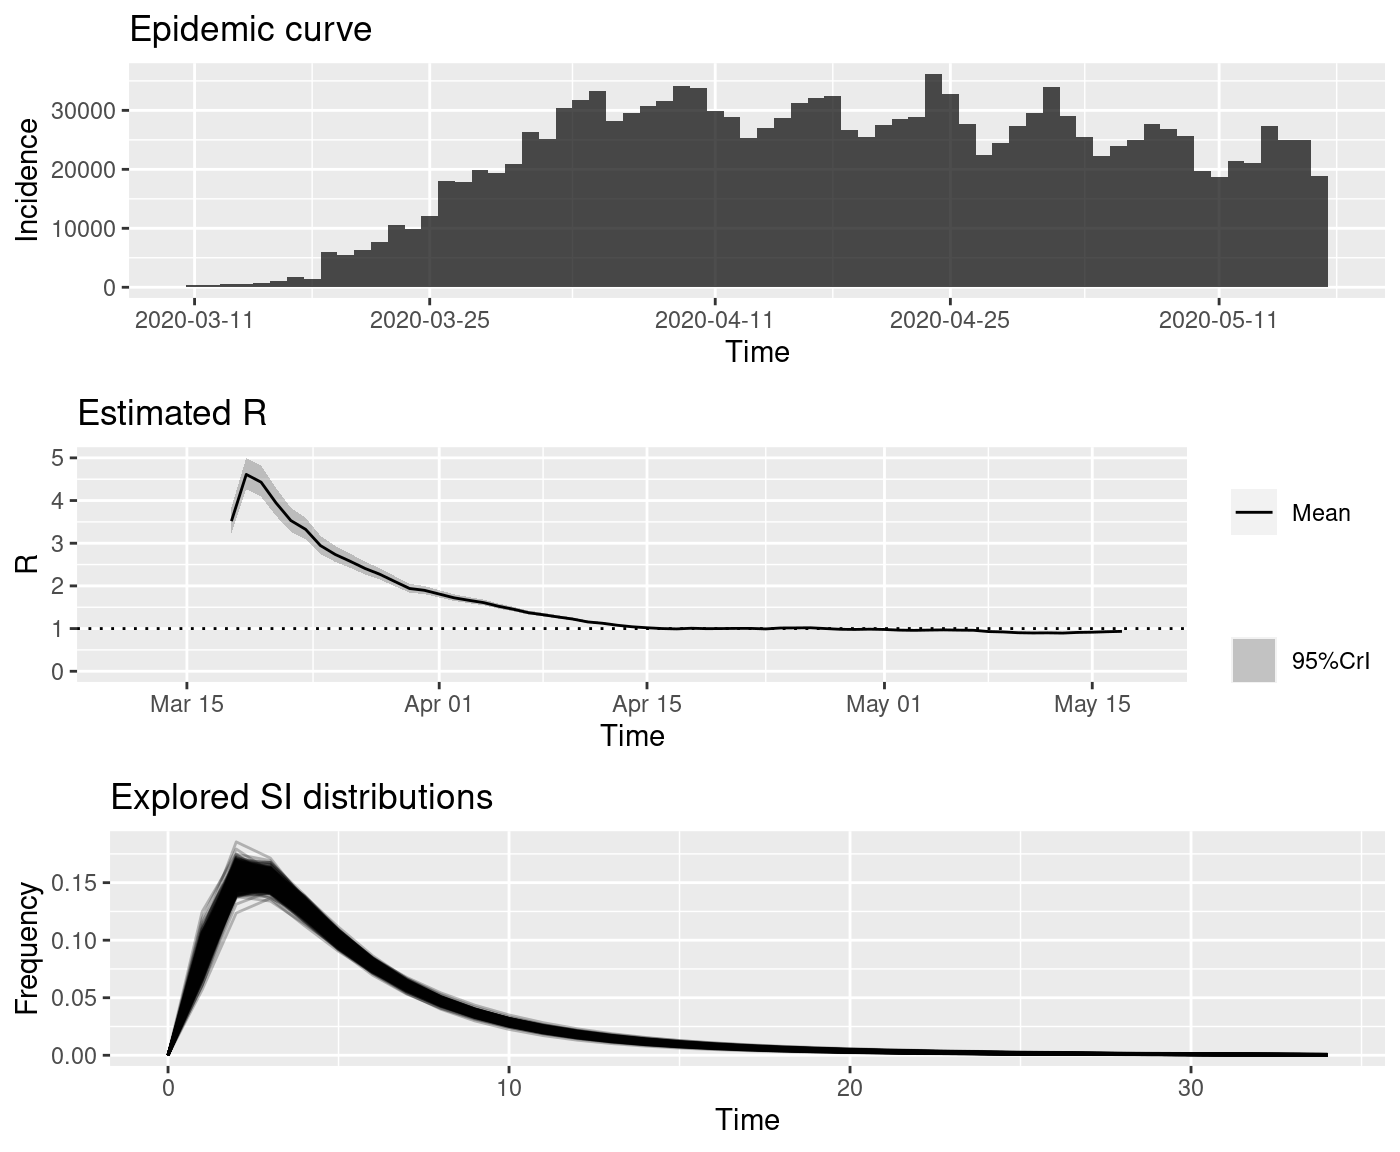 Epidemic curve
Incidence
30000
20000
10000
0
2020-03-11 2020-03-25 2020-04-11 2020-04-25 2020-05-11
Time
Estimated R
R
5
4
3
2
1
0
Mar 15 Apr 01 Apr 15 May 01 May 15
Time
Mean
95%CrI
Explored SI distributions
Frequency
0.15
0.10
0.05
0.00
0 10 20 30
Time